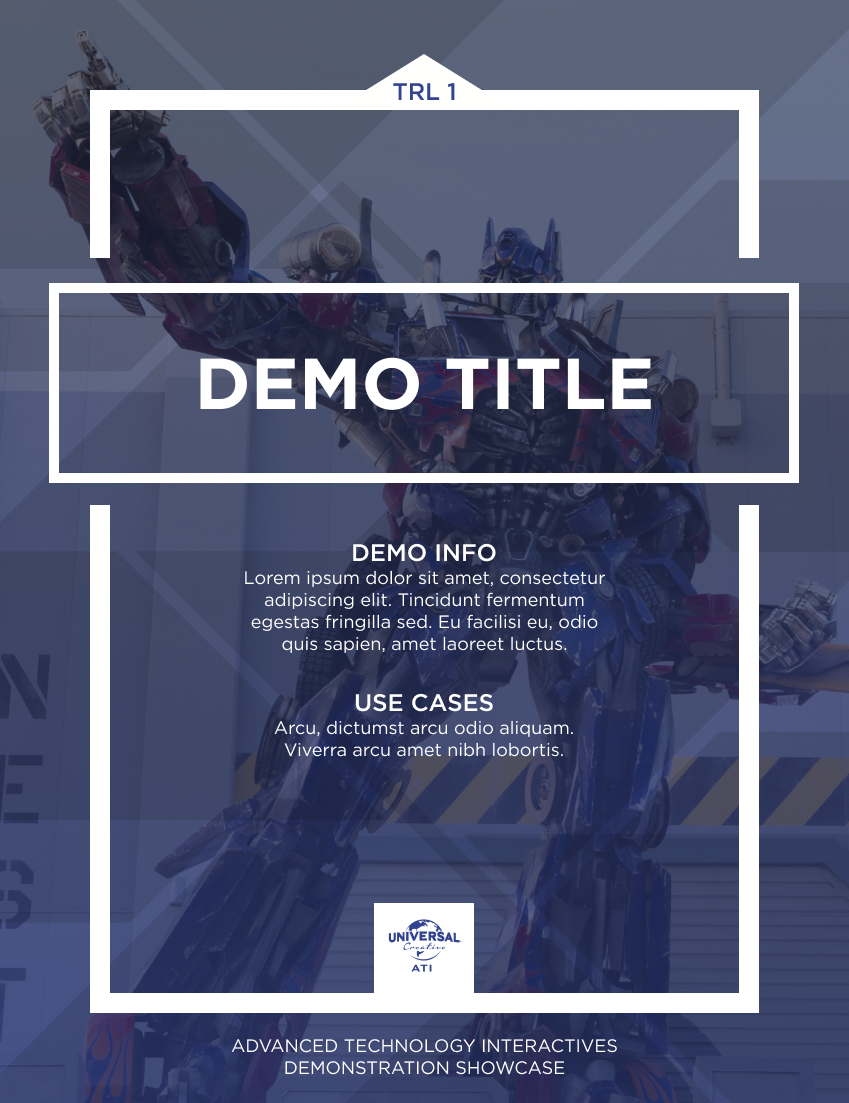 TRL 1
DEMO TITLE
DEMO INFO
Lorem ipsum dolor sit amet, consectetur
adipiscing elit. Tincidunt fermentum
egestas fringilla sed. Eu facilisi eu, odio
quis sapien, amet laoreet luctus.
USE CASES
Arcu, dictumst arcu odio aliquam.
Viverra arcu amet nibh lobortis.
N
E
S
T
UNIVERSAL
Creative
ATI
ADVANCED TECHNOLOGY INTERACTIVES
DEMONSTRATION SHOWCASE